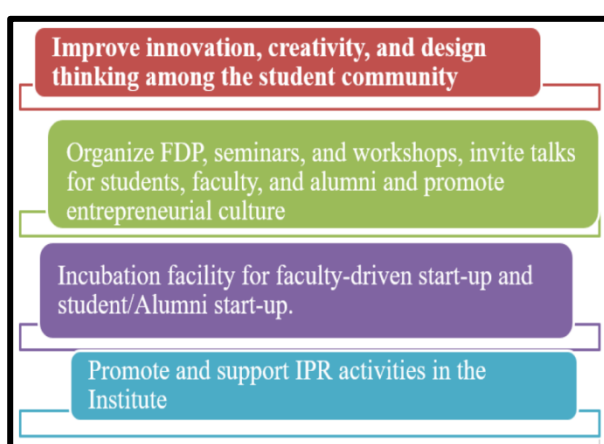 Improve innovation, creativity, and design
thinking among the student community
Organize FDP, seminars, and workshops, invite talks
for students, faculty, and alumni and promote
entrepreneurial culture
Incubation facility for faculty-driven start-up and
student/Alumni start-up.
Promote and support IPR activities in the
Institute